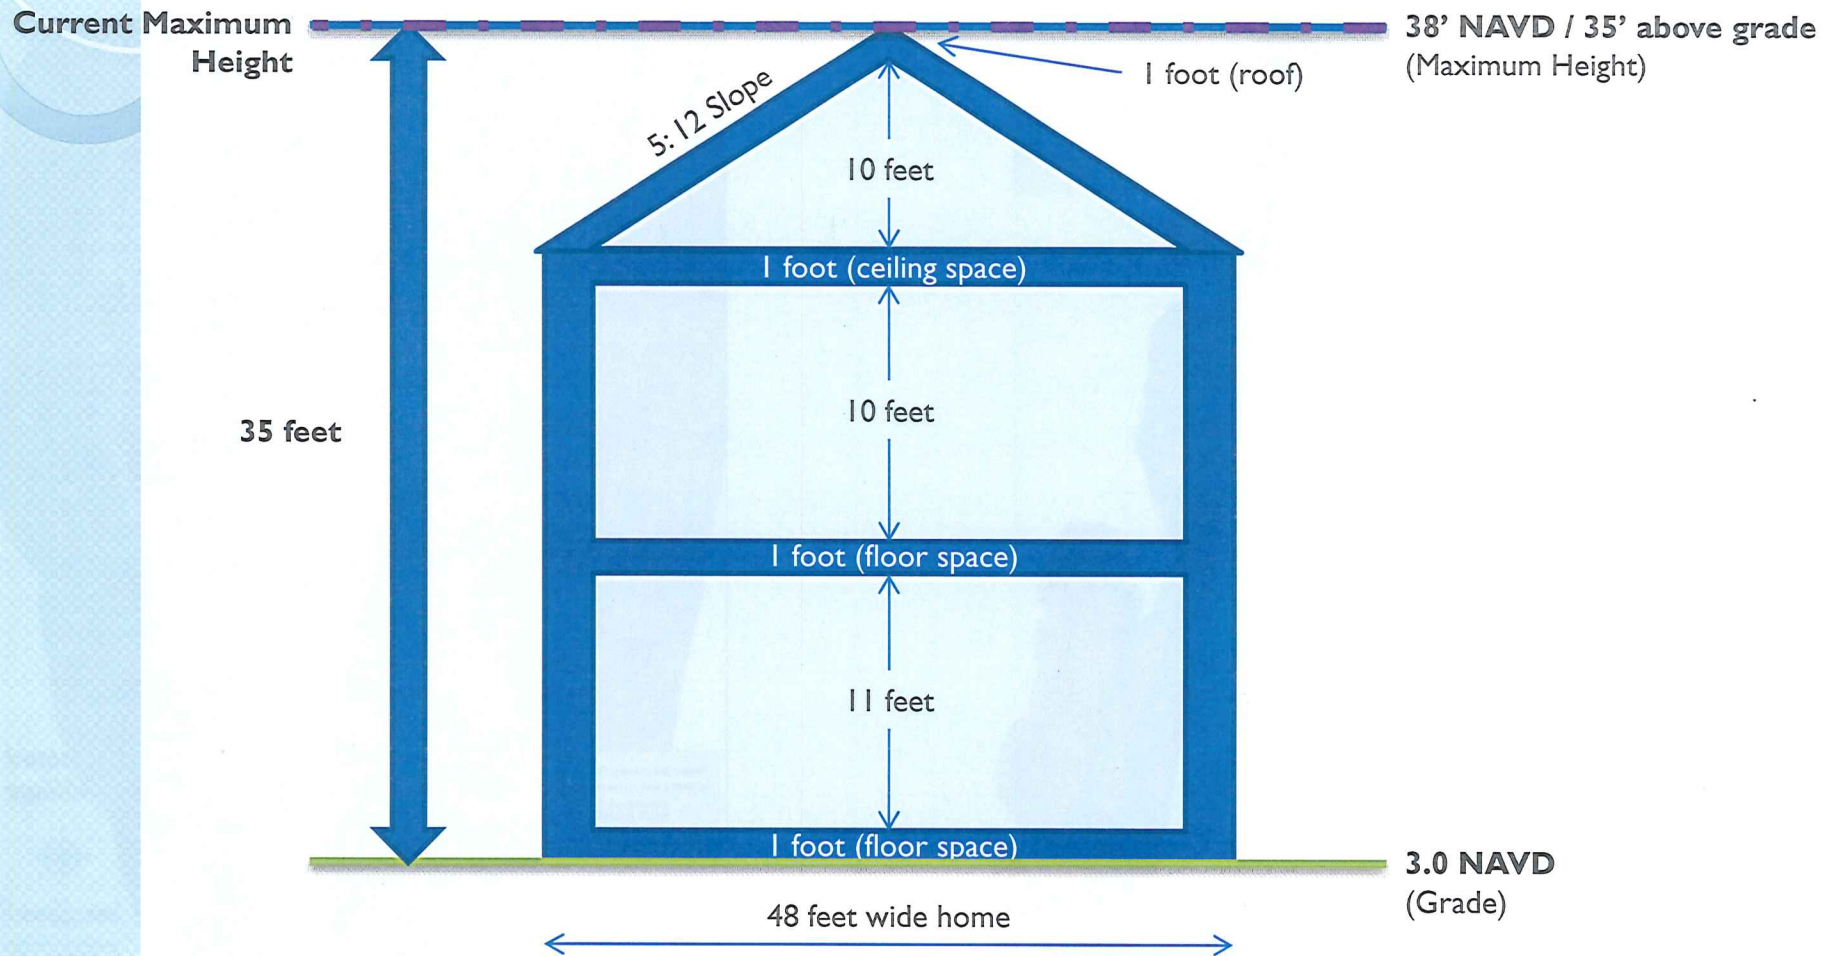 Current Maximum
Height
38’ NAVD / 35’ above grade
(Maximum Height)
1 foot (roof)
5: 12 Slope
10 feet
1 foot (ceiling space)
10 feet
35 feet
1 foot (floor space)
11 feet
1 foot (floor space)
3.0 NAVD
(Grade)
48 feet wide home